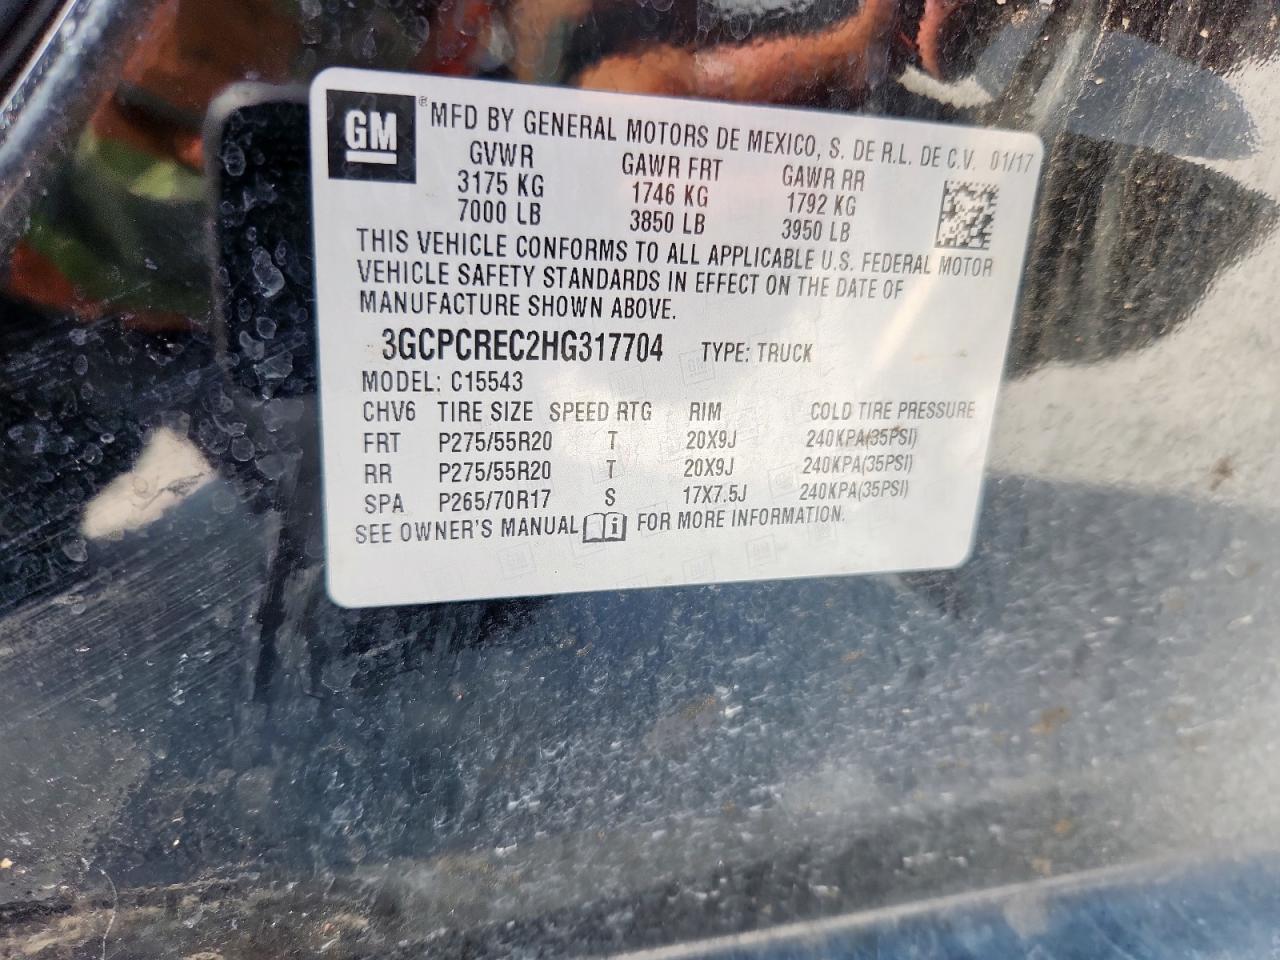 GM® MFD BY GENERAL MOTORS DE MEXICO, S. DE R.L. DE C.V. 01/17
GVWR GAWR FRT GAWR RR
3175 KG 1746 KG 1792 KG
7000 LB 3850 LB 3950 LB
THIS VEHICLE CONFORMS TO ALL APPLICABLE U.S. FEDERAL MOTOR
VEHICLE SAFETY STANDARDS IN EFFECT ON THE DATE OF
MANUFACTURE SHOWN ABOVE.
3GCPCREC2HG317704 TYPE: TRUCK
MODEL: C15543
CHV6 TIRE SIZE SPEED RTG RIM COLD TIRE PRESSURE
FRT P275/55R20 T 20X9J 240KPA(35PSI)
RR P275/55R20 T 20X9J 240KPA(35PSI)
SPA P265/70R17 S 17X7.5J 240KPA(35PSI)
SEE OWNER'S MANUAL i FOR MORE INFORMATION.